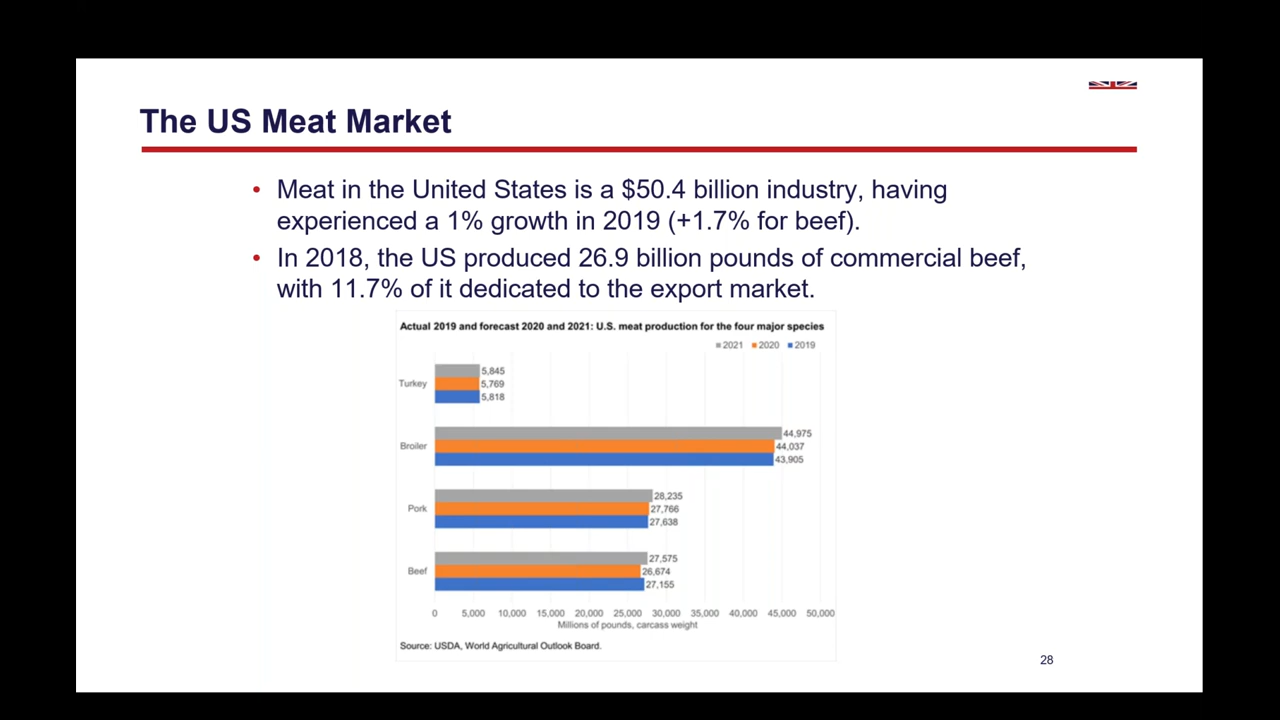 The US Meat Market
• Meat in the United States is a $50.4 billion industry, having
experienced a 1% growth in 2019 (+1.7% for beef).
• In 2018, the US produced 26.9 billion pounds of commercial beef,
with 11.7% of it dedicated to the export market.
Actual 2019 and forecast 2020 and 2021: U.S. meat production for the four major species
2021 2020 2019
5,845
Turkey 5,769
5,818
44,975
Broiler 44,037
43,905
28,235
Pork 27,766
27,638
27,575
Beef 26,674
27,155
0 5,000 10,000 15,000 20,000 25,000 30,000 35,000 40,000 45,000 50,000
Millions of pounds, carcass weight
Source: USDA, World Agricultural Outlook Board.
28